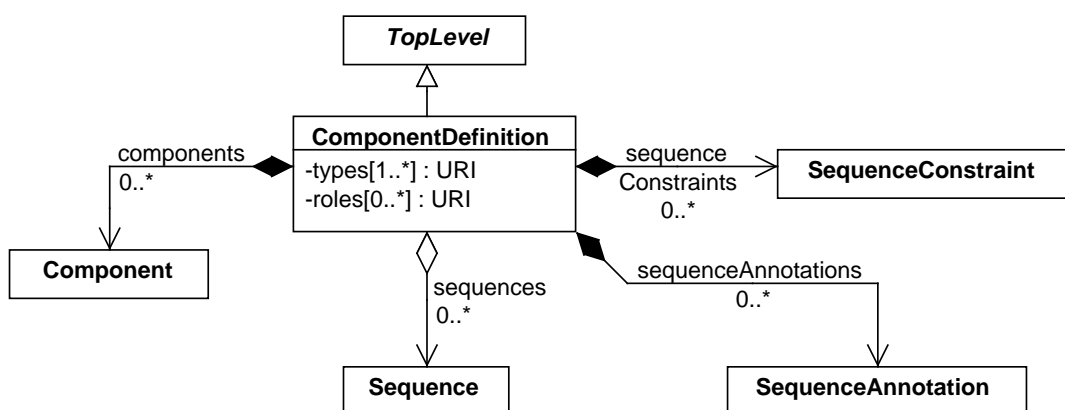 TopLevel
ComponentDefinition
-types[1..*] : URI
-roles[0..*] : URI
components
0..*
sequence
Constraints
0..*
SequenceConstraint
Component
sequences
0..*
sequenceAnnotations
0..*
Sequence
SequenceAnnotation